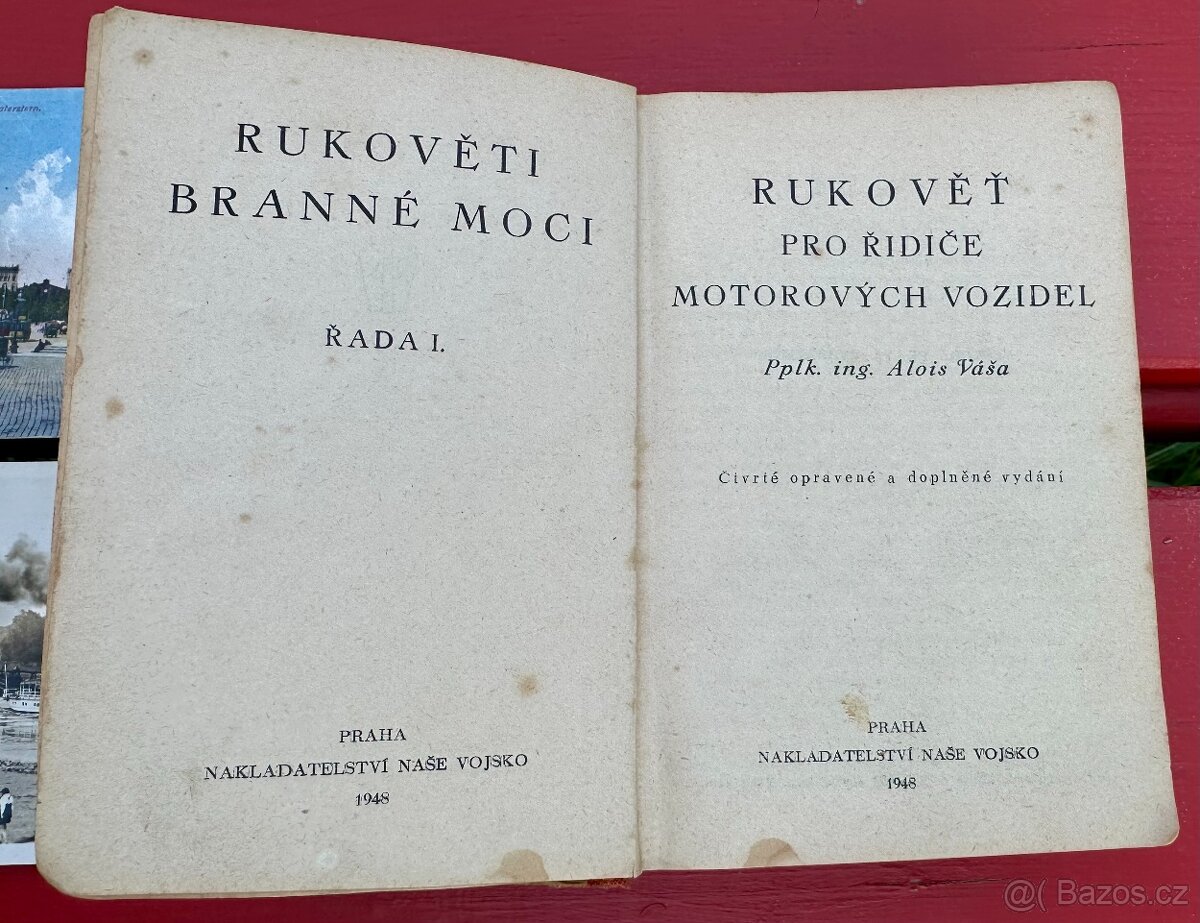 RUKOVĚTI
BRANNÉ MOCI
ŘADA I.
PRAHA
NAKLADATELSTVÍ NAŠE VOJSKO
1948
RUKOVĚŤ
PRO ŘIDIČE
MOTOROVÝCH VOZIDEL
Pplk. ing. Alois Váša
Čtvrté opravené a doplněné vydání
PRAHA
NAKLADATELSTVÍ NAŠE VOJSKO
1948
@( Bazos.cz